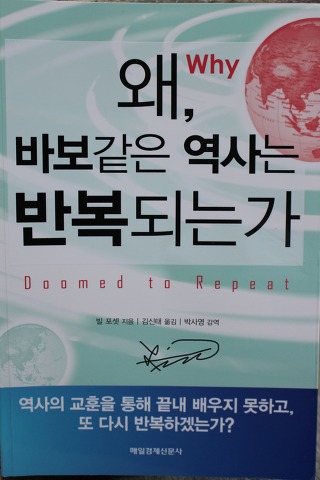 Why
왜,
바보같은 역사는
반복되는가
Doomed to Repeat
빌 포셋 지음 | 김신태 옮김 | 박사영 감역
역사의 교훈을 통해 끝내 배우지 못하고,
또 다시 반복하겠는가?
매일경제신문사